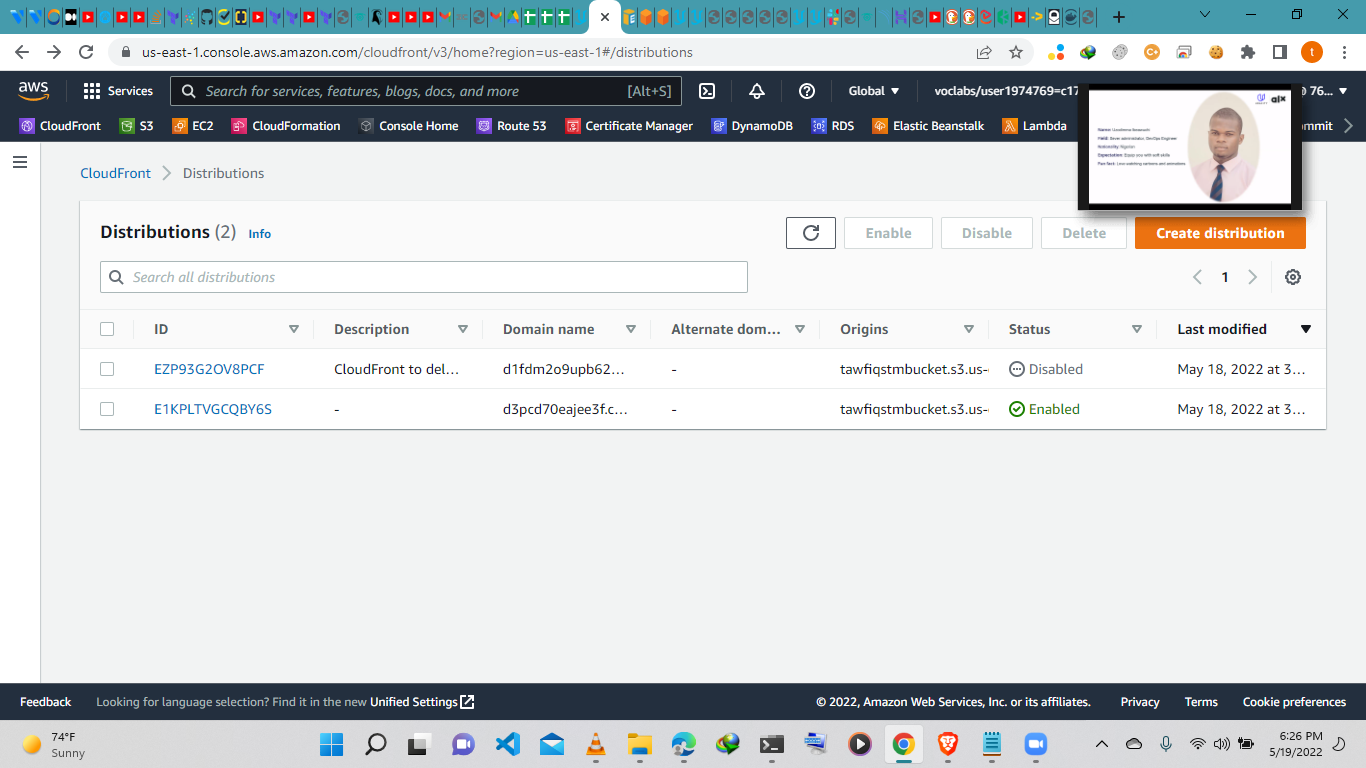 us-east-1.console.aws.amazon.com/cloudfront/v3/home?region=us-east-1#/distributions
t
aws
Services
Search for services, features, blogs, docs, and more
[Alt+S]
Global
voclabs/user1974769=c17
@ 76...
CloudFront
S3
EC2
CloudFormation
Console Home
Route 53
Certificate Manager
DynamoDB
RDS
Elastic Beanstalk
Lambda
ommit
Nationality: Nigerian
CloudFront
Distributions
Distributions (2)
Info
Enable
Disable
Delete
Create distribution
Search all distributions
1
ID
Description
Domain name
Alternate dom...
Origins
Status
Last modified
EZP93G2OV8PCF
CloudFront to del...
d1fdm2o9upb62...
-
tawfiqstmbucket.s3.us-
Disabled
May 18, 2022 at 3...
E1KPLTVGCQBY6S
-
d3pcd70eajee3f.c...
-
tawfiqstmbucket.s3.us-
Enabled
May 18, 2022 at 3...
Feedback
Looking for language selection? Find it in the new Unified Settings
© 2022, Amazon Web Services, Inc. or its affiliates.
Privacy
Terms
Cookie preferences
74°F
Sunny
6:26 PM
5/19/2022